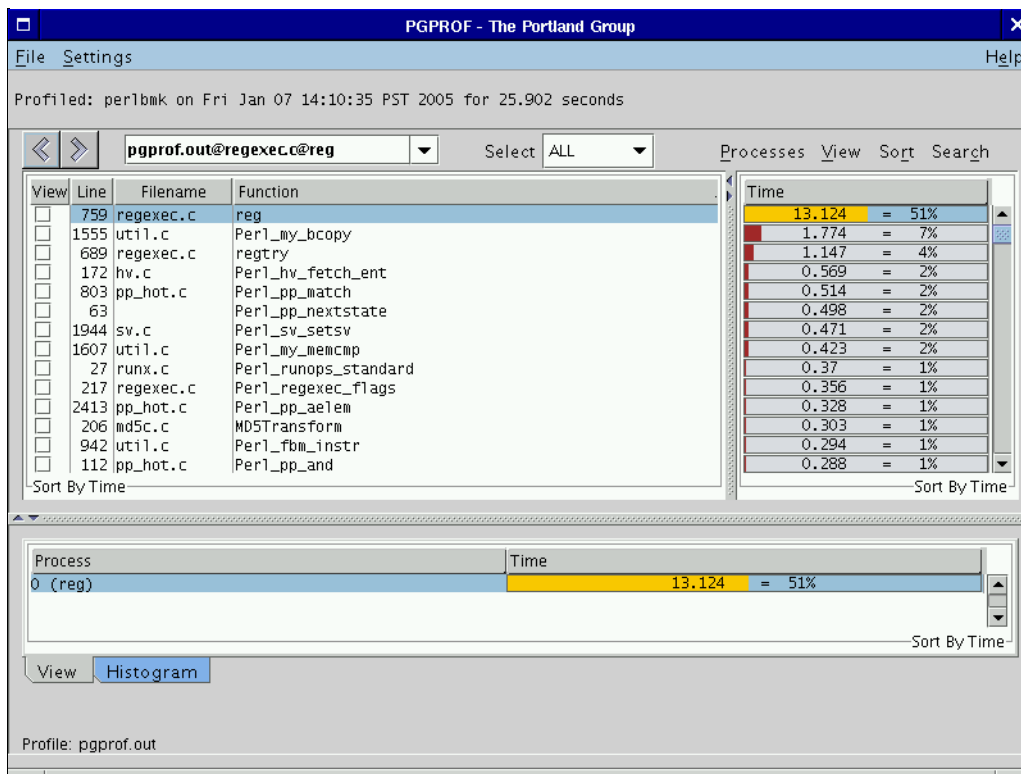 PGPROF - The Portland Group
File Settings Help
Profiled: perlbmk on Fri Jan 07 14:10:35 PST 2005 for 25.902 seconds
pgprof.out@regexec.c@reg Select ALL Processes View Sort Search
View Line Filename Function Time
759 regexec.c reg 13.124 = 51%
1555 util.c Perl_my_bcopy 1.774 = 7%
689 regexec.c regtry 1.147 = 4%
172 hv.c Perl_hv_fetch_ent 0.569 = 2%
803 pp_hot.c Perl_pp_match 0.514 = 2%
63 Perl_pp_nextstate 0.498 = 2%
1944 sv.c Perl_sv_setsv 0.471 = 2%
1607 util.c Perl_my_memcmp 0.423 = 2%
27 runx.c Perl_runops_standard 0.37 = 1%
217 regexec.c Perl_regexec_flags 0.356 = 1%
2413 pp_hot.c Perl_pp_aelem 0.328 = 1%
206 md5c.c MD5Transform 0.303 = 1%
942 util.c Perl_fbm_instr 0.294 = 1%
112 pp_hot.c Perl_pp_and 0.288 = 1%
Sort By Time Sort By Time
Process Time
0 (reg) 13.124 = 51%
Sort By Time
View Histogram
Profile: pgprof.out